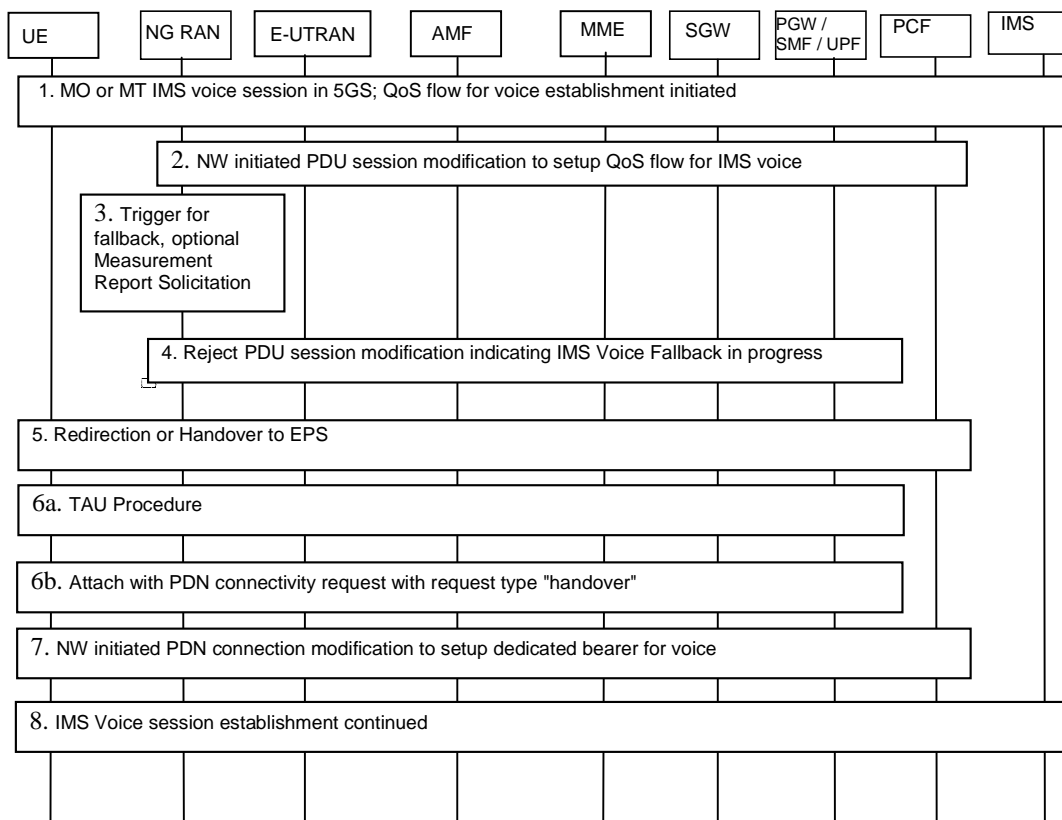 UE
NG RAN
E-UTRAN
AMF
MME
SGW
PGW /
SMF / UPF
PCF
IMS
1. MO or MT IMS voice session in 5GS; QoS flow for voice establishment initiated
2. NW initiated PDU session modification to setup QoS flow for IMS voice
3. Trigger for
fallback, optional
Measurement
Report Solicitation
4. Reject PDU session modification indicating IMS Voice Fallback in progress
5. Redirection or Handover to EPS
6a. TAU Procedure
6b. Attach with PDN connectivity request with request type "handover"
7. NW initiated PDN connection modification to setup dedicated bearer for voice
8. IMS Voice session establishment continued